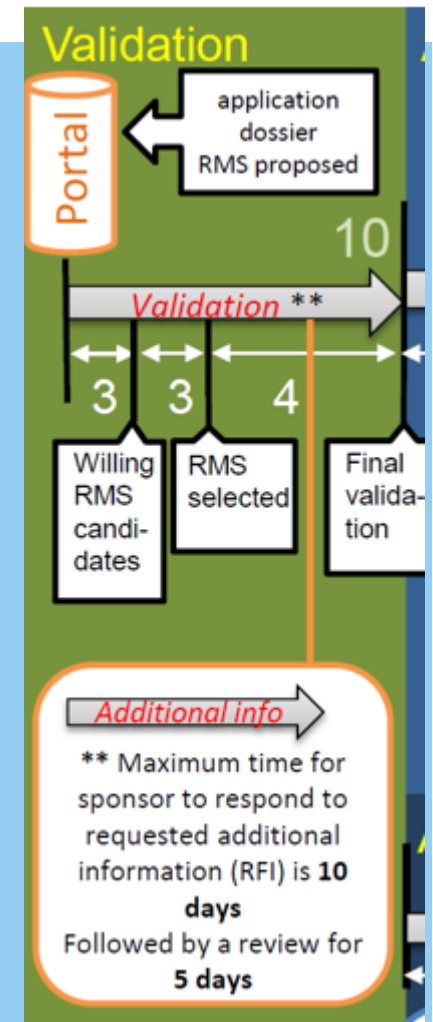 Validation
Portal
application
dossier
RMS proposed
10
Validation **
3
3
4
Willing
RMS
candi-
dates
RMS
selected
Final
valida-
tion
Additional info
** Maximum time for
sponsor to respond to
requested additional
information (RFI) is 10
days
Followed by a review for
5 days